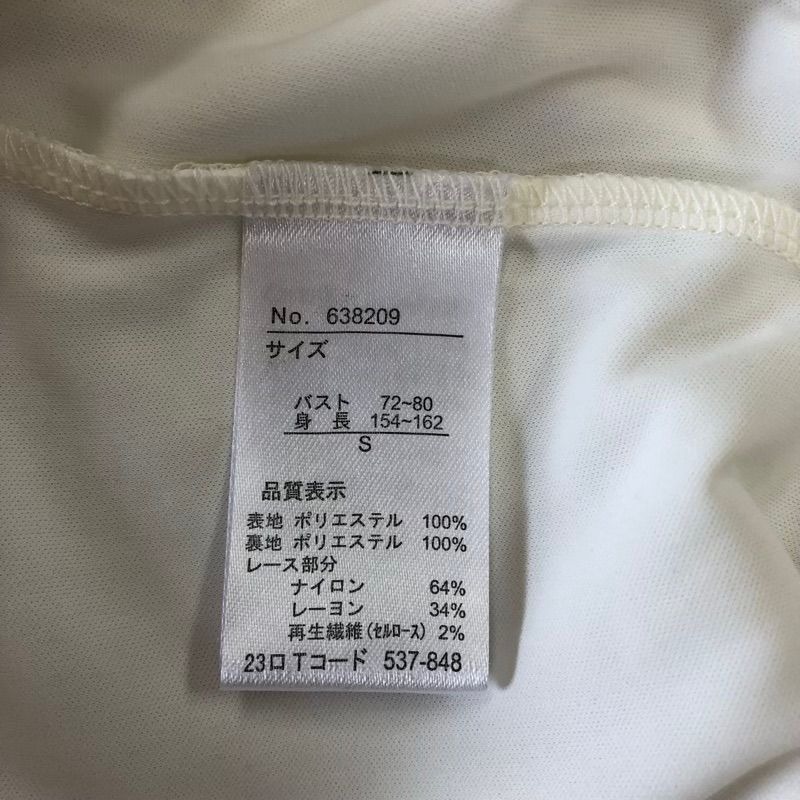 No. 638209
サイズ
バスト 72~80
身 長 154~162
S
品質表示
表地 ポリエステル 100%
裏地 ポリエステル 100%
レース部分
ナイロン 64%
レーヨン 34%
再生繊維(セルロース) 2%
23ロTコード 537-848